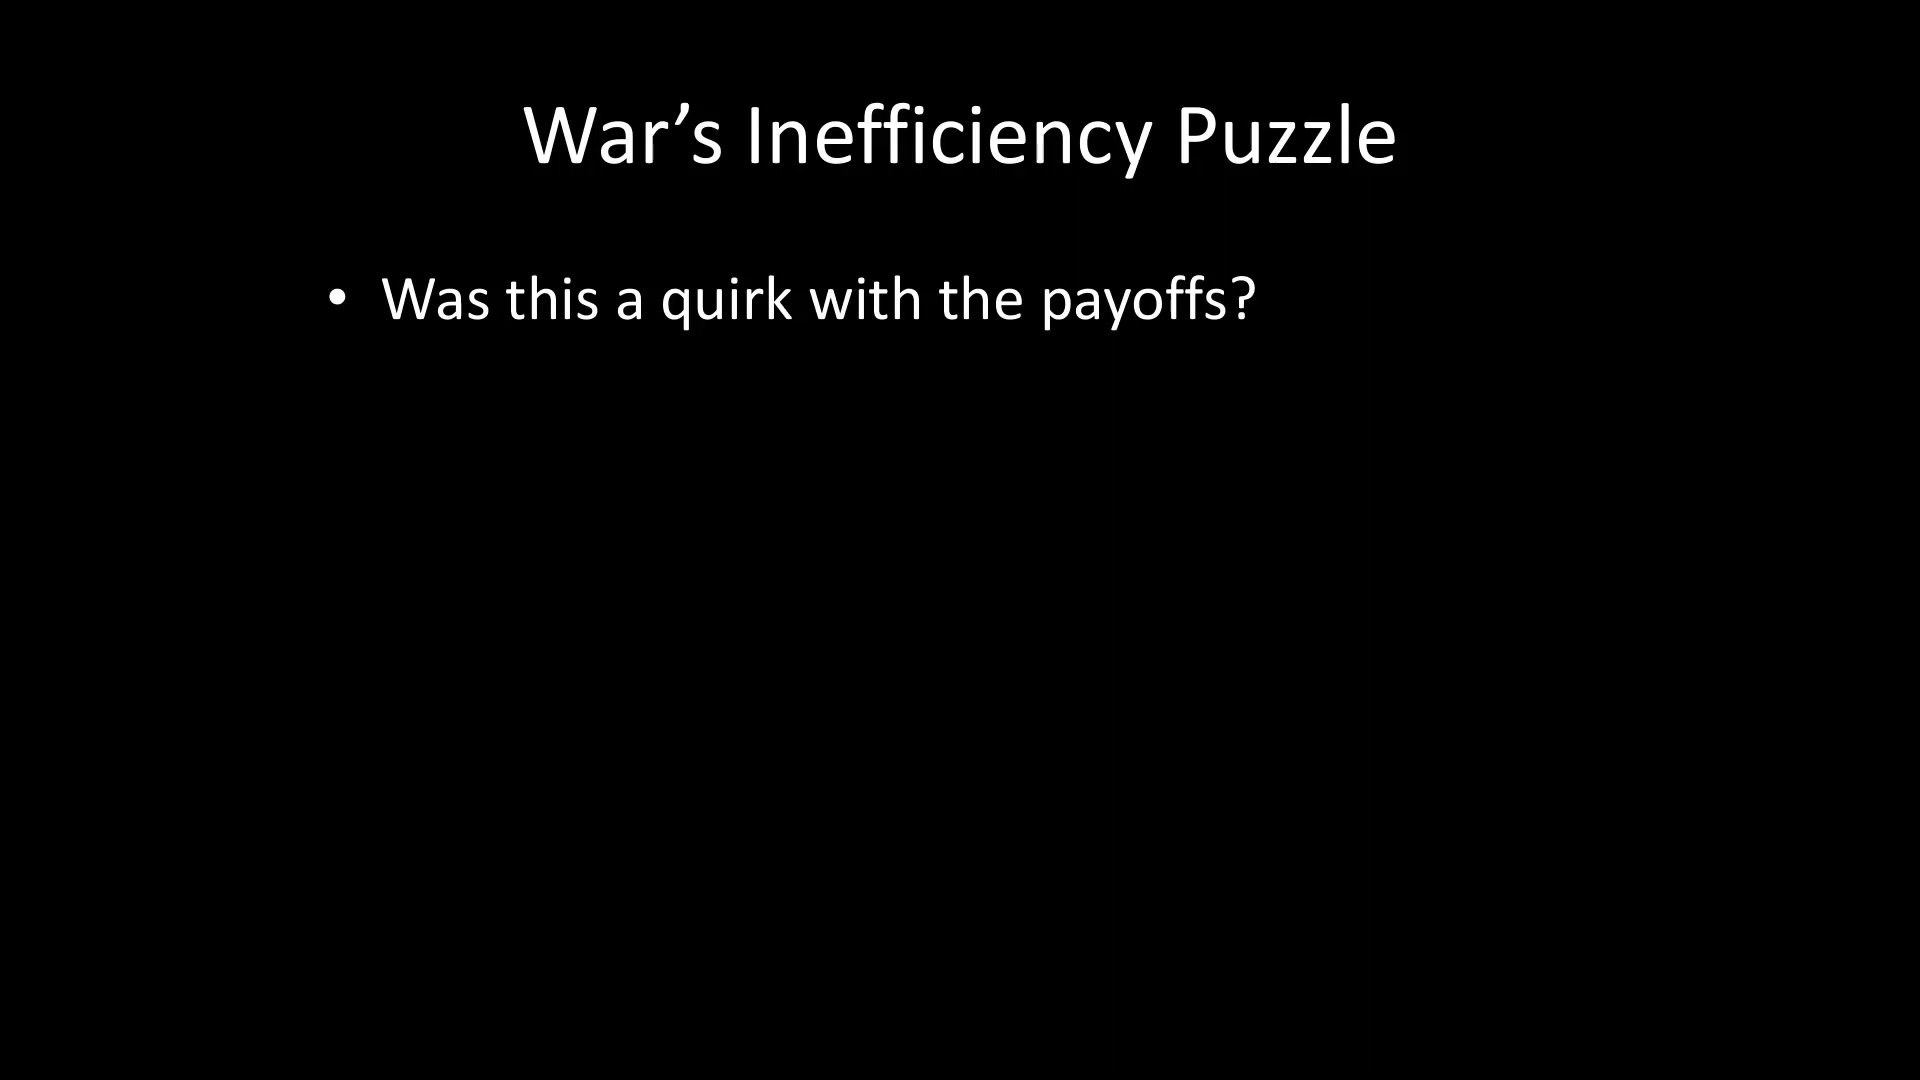 War’s Inefficiency Puzzle
• Was this a quirk with the payoffs?